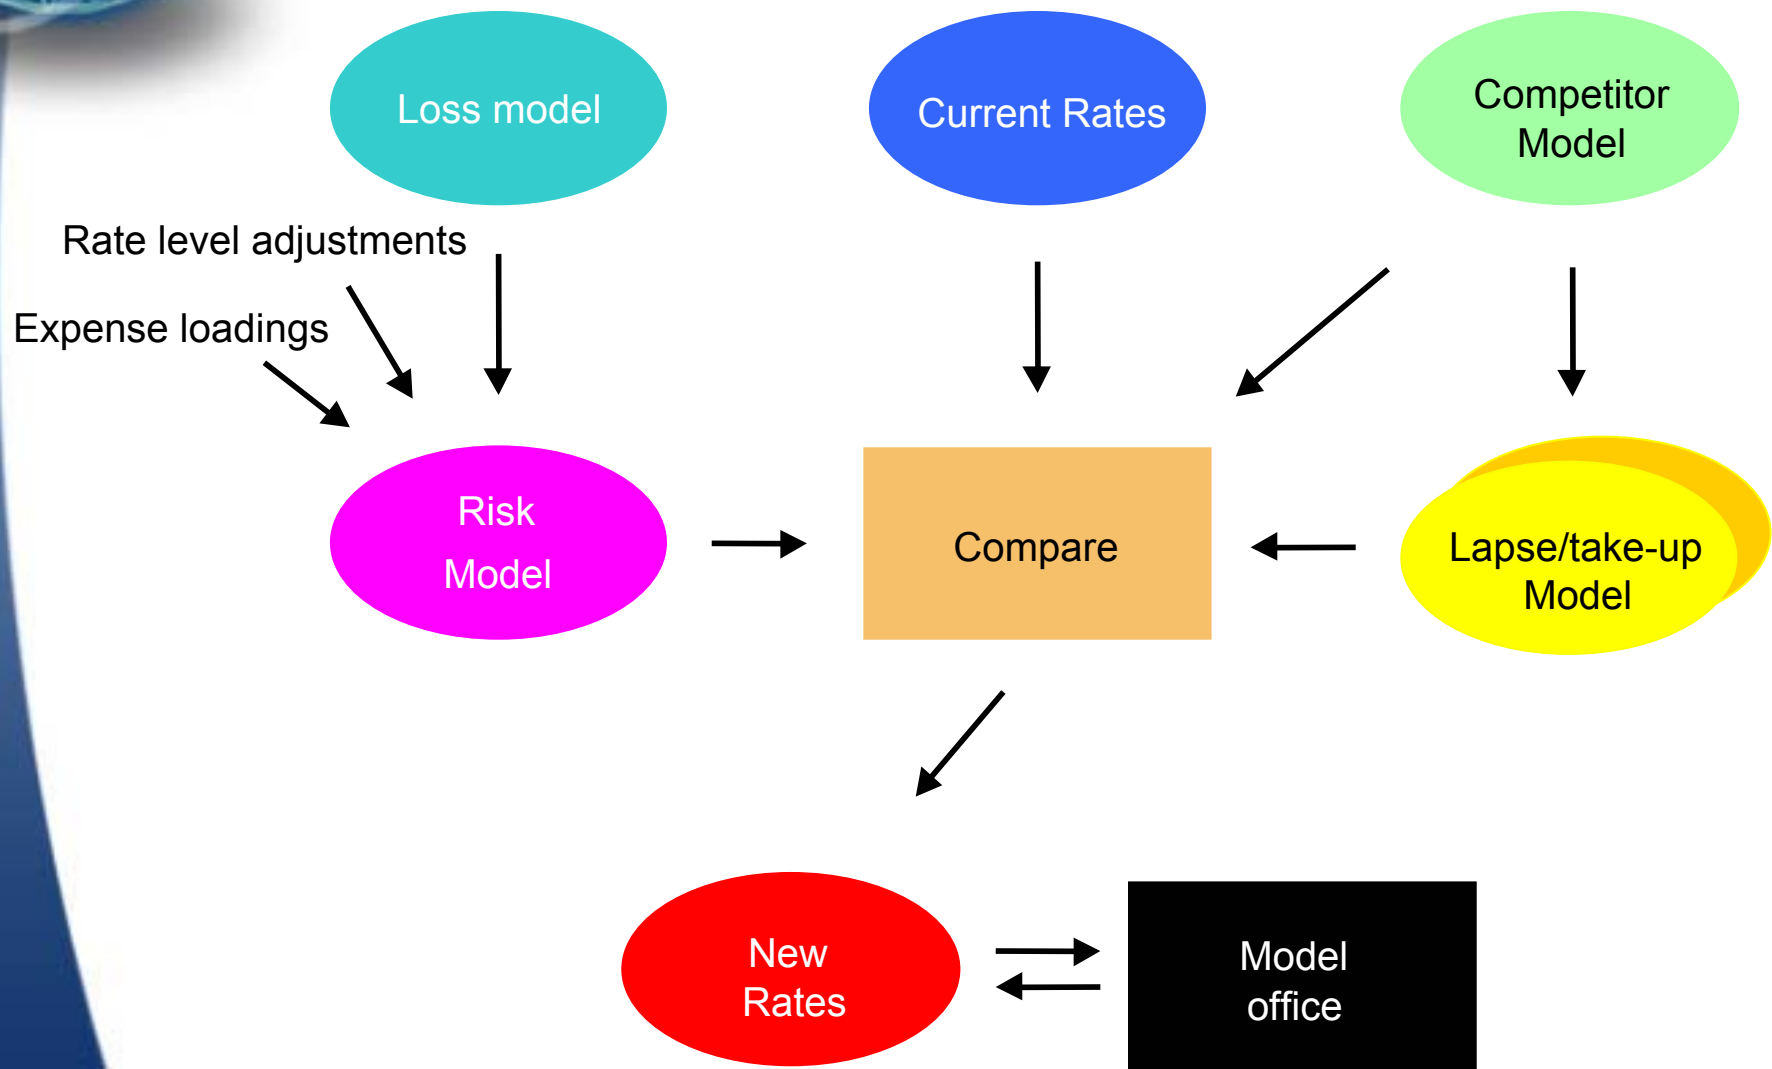 Loss model
Current Rates
Competitor
Model
Rate level adjustments
Expense loadings
Risk
Model
Compare
Lapse/take-up
Model
New
Rates
Model
office